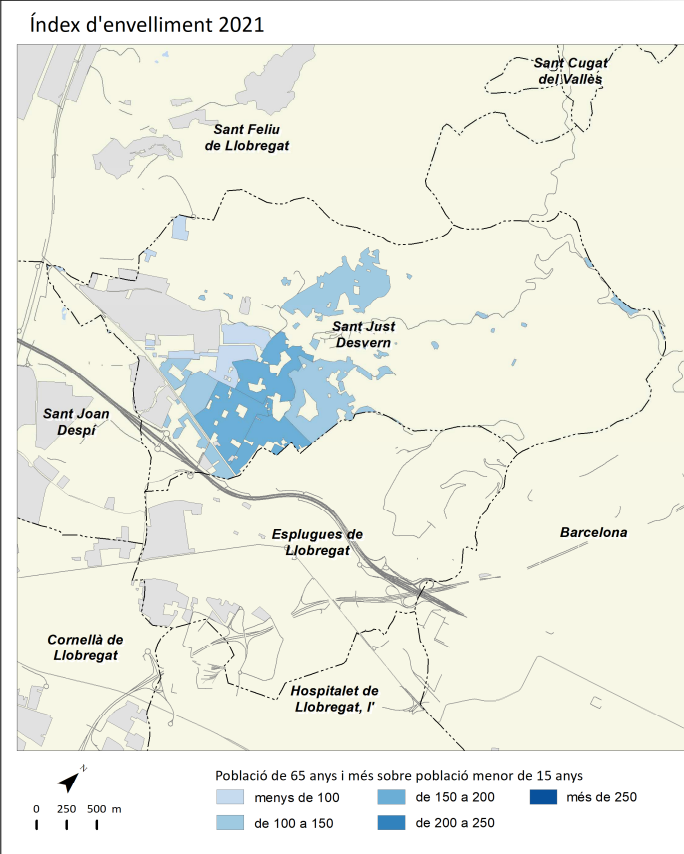 Índex d'envelliment 2021
Sant Cugat
del Vallès
Sant Feliu
de Llobregat
Sant Just
Desvern
Sant Joan
Despí
Esplugues de
Llobregat
Barcelona
Cornellà de
Llobregat
Hospitalet de
Llobregat, l'
N
0 250 500 m
Població de 65 anys i més sobre població menor de 15 anys
menys de 100
de 150 a 200
més de 250
de 100 a 150
de 200 a 250